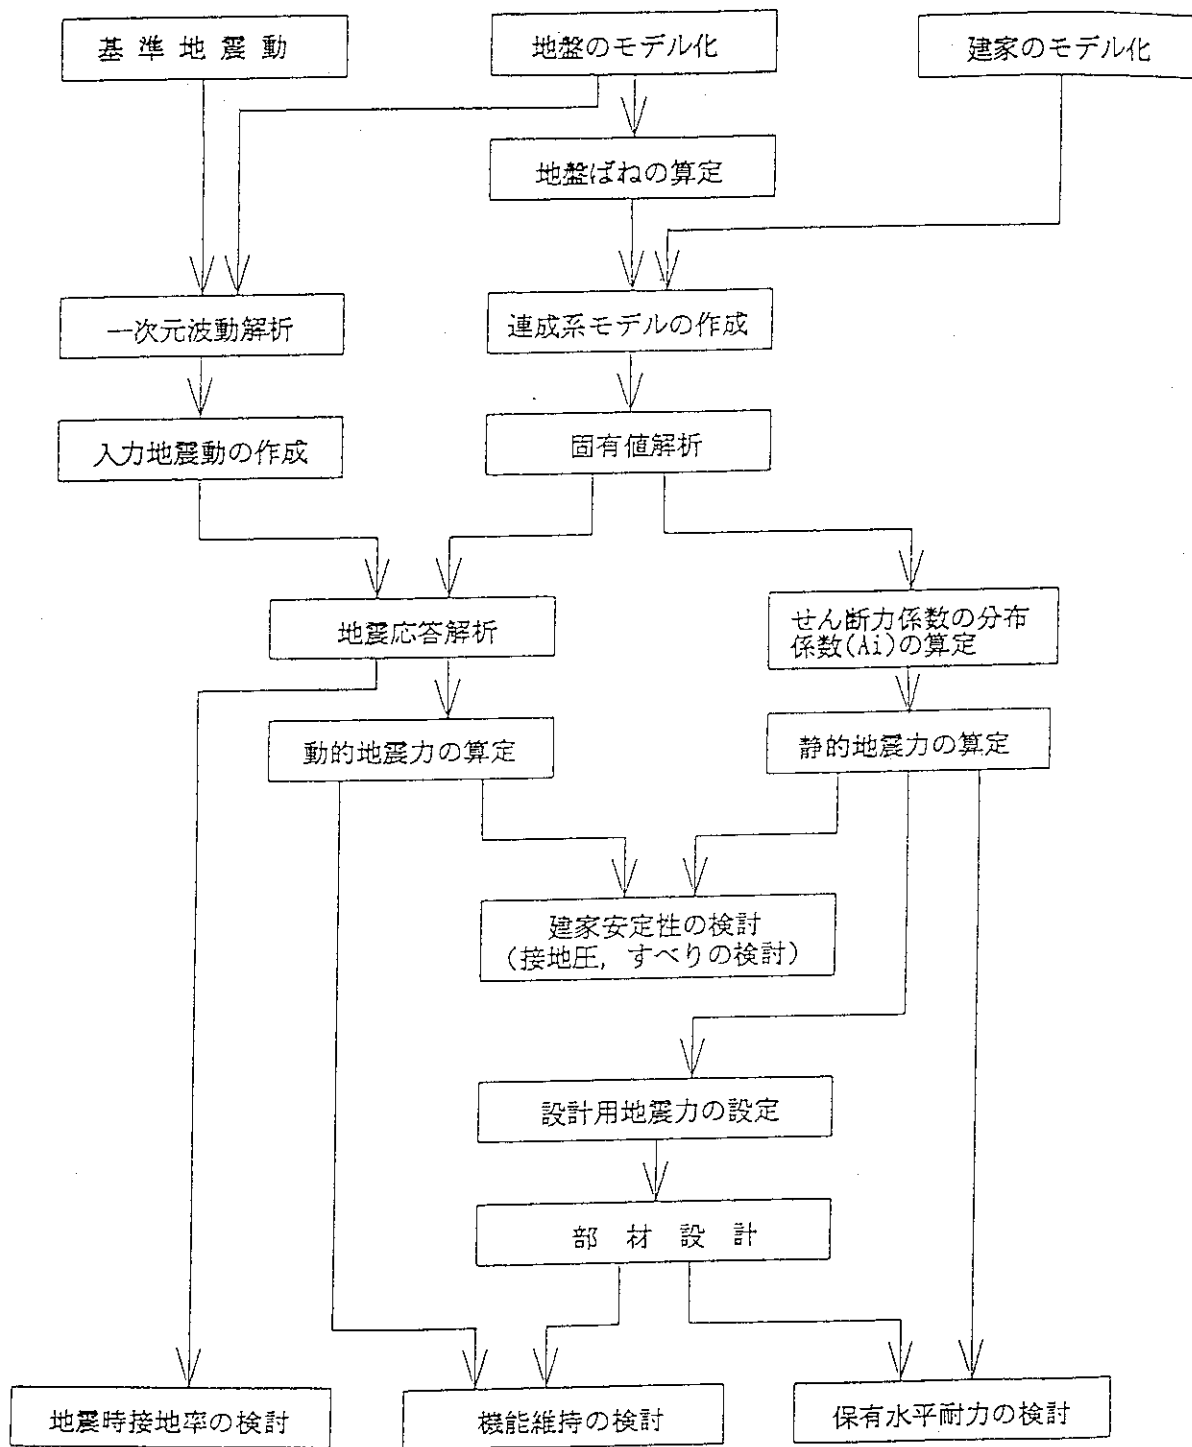 基準地震動
地盤のモデル化
建家のモデル化
地盤ばねの算定
一次元波動解析
連成系モデルの作成
入力地震動の作成
固有値解析
地震応答解析
せん断力係数の分布
係数(Ai)の算定
動的地震力の算定
静的地震力の算定
建家安定性の検討
(接地圧, すべりの検討)
設計用地震力の設定
部材設計
地震時接地率の検討
機能維持の検討
保有水平耐力の検討